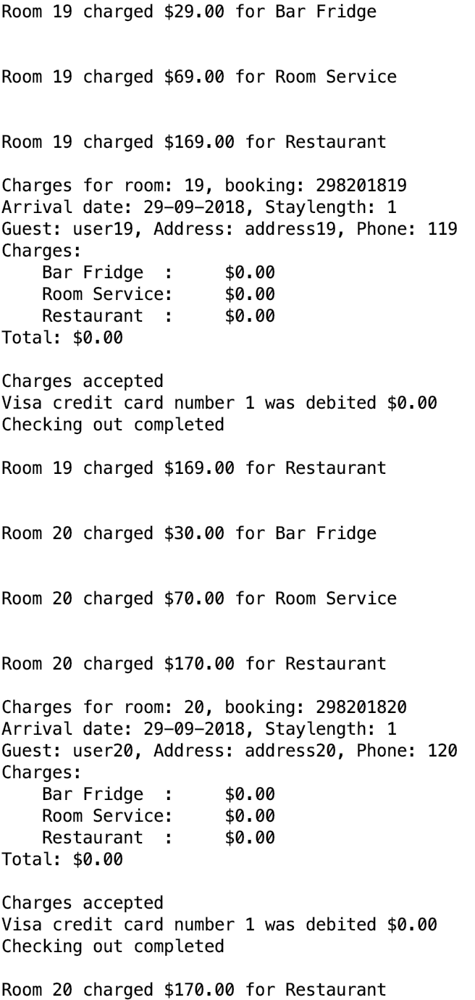 Room 19 charged $29.00 for Bar Fridge
Room 19 charged $69.00 for Room Service
Room 19 charged $169.00 for Restaurant
Charges for room: 19, booking: 298201819
Arrival date: 29-09-2018, Staylength: 1
Guest: user19, Address: address19, Phone: 119
Charges:
    Bar Fridge  :     $0.00
    Room Service:     $0.00
    Restaurant  :     $0.00
Total: $0.00
Charges accepted
Visa credit card number 1 was debited $0.00
Checking out completed
Room 19 charged $169.00 for Restaurant
Room 20 charged $30.00 for Bar Fridge
Room 20 charged $70.00 for Room Service
Room 20 charged $170.00 for Restaurant
Charges for room: 20, booking: 298201820
Arrival date: 29-09-2018, Staylength: 1
Guest: user20, Address: address20, Phone: 120
Charges:
    Bar Fridge  :     $0.00
    Room Service:     $0.00
    Restaurant  :     $0.00
Total: $0.00
Charges accepted
Visa credit card number 1 was debited $0.00
Checking out completed
Room 20 charged $170.00 for Restaurant